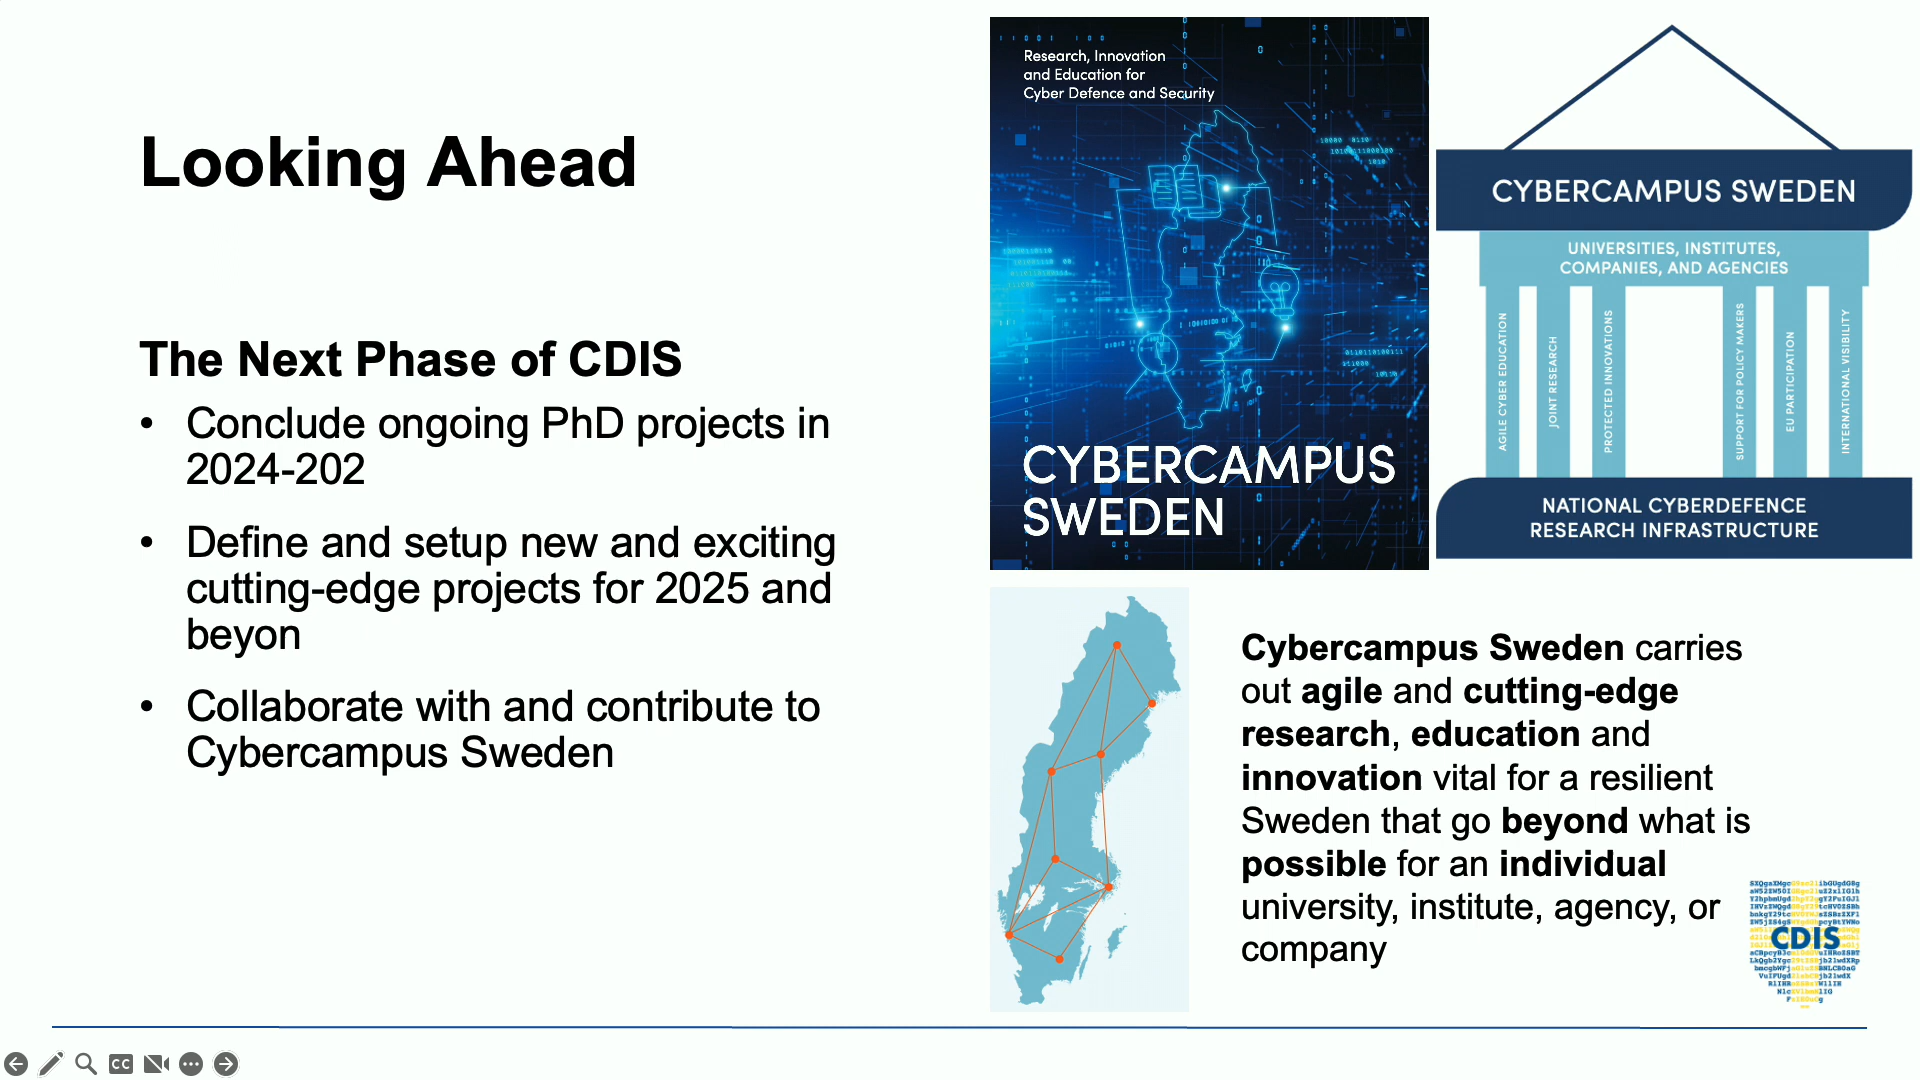 Looking Ahead
The Next Phase of CDIS
• Conclude ongoing PhD projects in
2024-202
• Define and setup new and exciting
cutting-edge projects for 2025 and
beyon
• Collaborate with and contribute to
Cybercampus Sweden
Research, Innovation
and Education for
Cyber Defence and Security
CYBERCAMPUS
SWEDEN
CYBERCAMPUS SWEDEN
UNIVERSITIES, INSTITUTES,
COMPANIES, AND AGENCIES
AGILE CYBER EDUCATION
JOINT RESEARCH
PROTECTED INNOVATIONS
SUPPORT FOR POLICY MAKERS
EU PARTICIPATION
INTERNATIONAL VISIBILITY
NATIONAL CYBERDEFENCE
RESEARCH INFRASTRUCTURE
Cybercampus Sweden carries
out agile and cutting-edge
research, education and
innovation vital for a resilient
Sweden that go beyond what is
possible for an individual
university, institute, agency, or
company
CDIS
CC